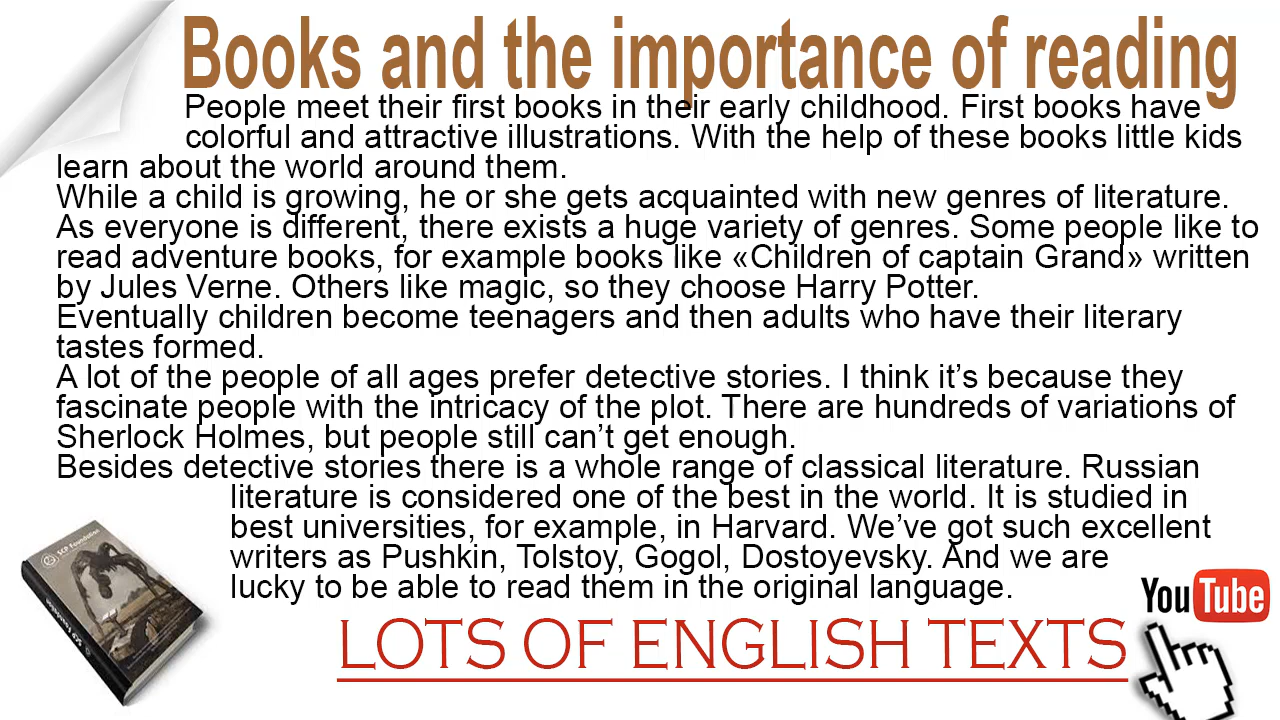 Books and the importance of reading
People meet their first books in their early childhood. First books have
colorful and attractive illustrations. With the help of these books little kids
learn about the world around them.
While a child is growing, he or she gets acquainted with new genres of literature.
As everyone is different, there exists a huge variety of genres. Some people like to
read adventure books, for example books like «Children of captain Grand» written
by Jules Verne. Others like magic, so they choose Harry Potter.
Eventually children become teenagers and then adults who have their literary
tastes formed.
A lot of the people of all ages prefer detective stories. I think it’s because they
fascinate people with the intricacy of the plot. There are hundreds of variations of
Sherlock Holmes, but people still can’t get enough.
Besides detective stories there is a whole range of classical literature. Russian
literature is considered one of the best in the world. It is studied in
best universities, for example, in Harvard. We’ve got such excellent
writers as Pushkin, Tolstoy, Gogol, Dostoyevsky. And we are
lucky to be able to read them in the original language.
SCP Foundation
SCP Foundation
You Tube
LOTS OF ENGLISH TEXTS